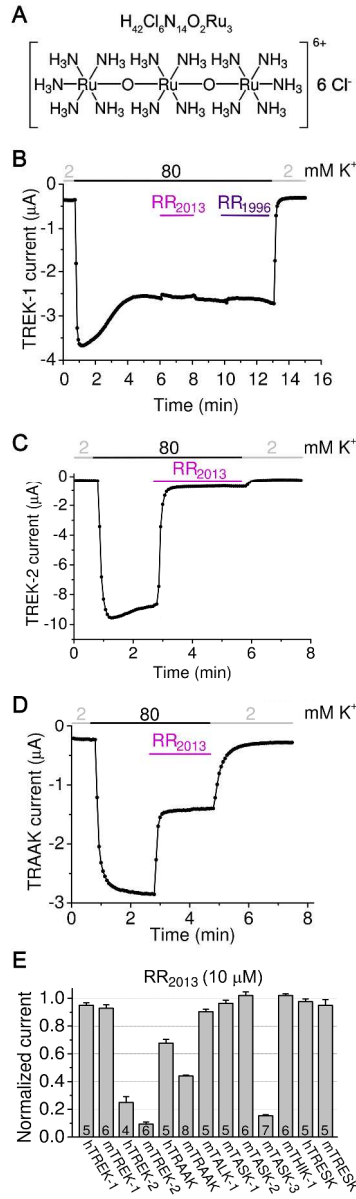 A
H42Cl6N14O2Ru3
6+
H3N NH3 H3N NH3 H3N NH3
H3N Ru O Ru O Ru NH3 6 Cl-
H3N NH3 H3N NH3 H3N NH3
B
2 80 2 mM K+
RR2013 RR1996
TREK-1 current (μA)
0
-1
-2
-3
-4
0 2 4 6 8 10 12 14 16
Time (min)
C
2 80 2 mM K+
RR2013
TREK-2 current (μA)
0
-2
-4
-6
-8
-10
0 2 4 6 8
Time (min)
D
2 80 2 mM K+
RR2013
TRAAK current (μA)
0
-1
-2
-3
0 2 4 6 8
Time (min)
E
RR2013 (10 μM)
Normalized current
1.0
0.8
0.6
0.4
0.2
0.0
5 6 4 6 5 8 5 5 6 7 6 5 5
hTREK-1
mTREK-1
hTREK-2
mTREK-2
hTRAAK
mTRAAK
mTALK-1
mTASK-1
mTASK-2
mTASK-3
mTHIK-1
hTRESK
mTRESK